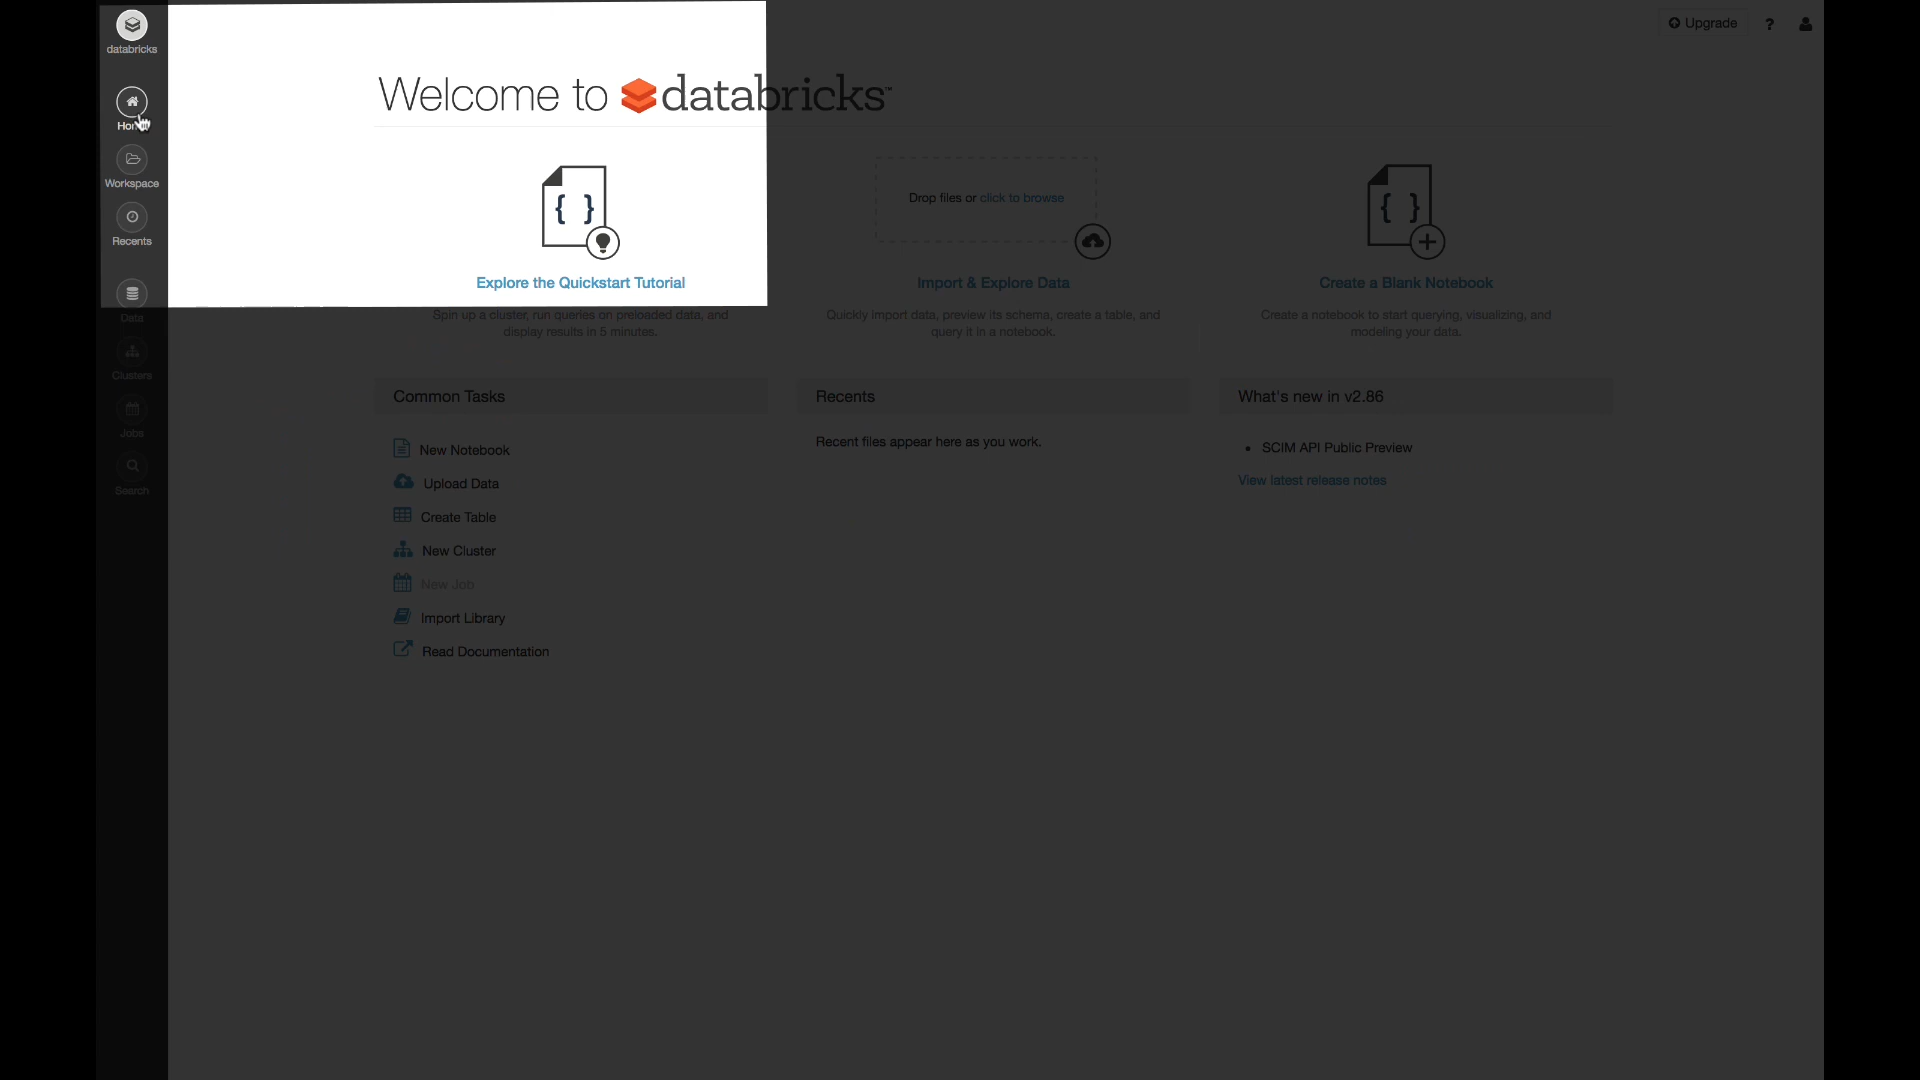 databricks
Home
Workspace
Recents
Data
Clusters
Jobs
Search
Upgrade ?
Welcome to databricks™
{ }
Explore the Quickstart Tutorial
Spin up a cluster, run queries on preloaded data, and
display results in 5 minutes.
Drop files or click to browse
Import & Explore Data
Quickly import data, preview its schema, create a table, and
query it in a notebook.
{ }
Create a Blank Notebook
Create a notebook to start querying, visualizing, and
modeling your data.
Common Tasks
New Notebook
Upload Data
Create Table
New Cluster
New Job
Import Library
Read Documentation
Recents
Recent files appear here as you work.
What's new in v2.86
• SCIM API Public Preview
View latest release notes